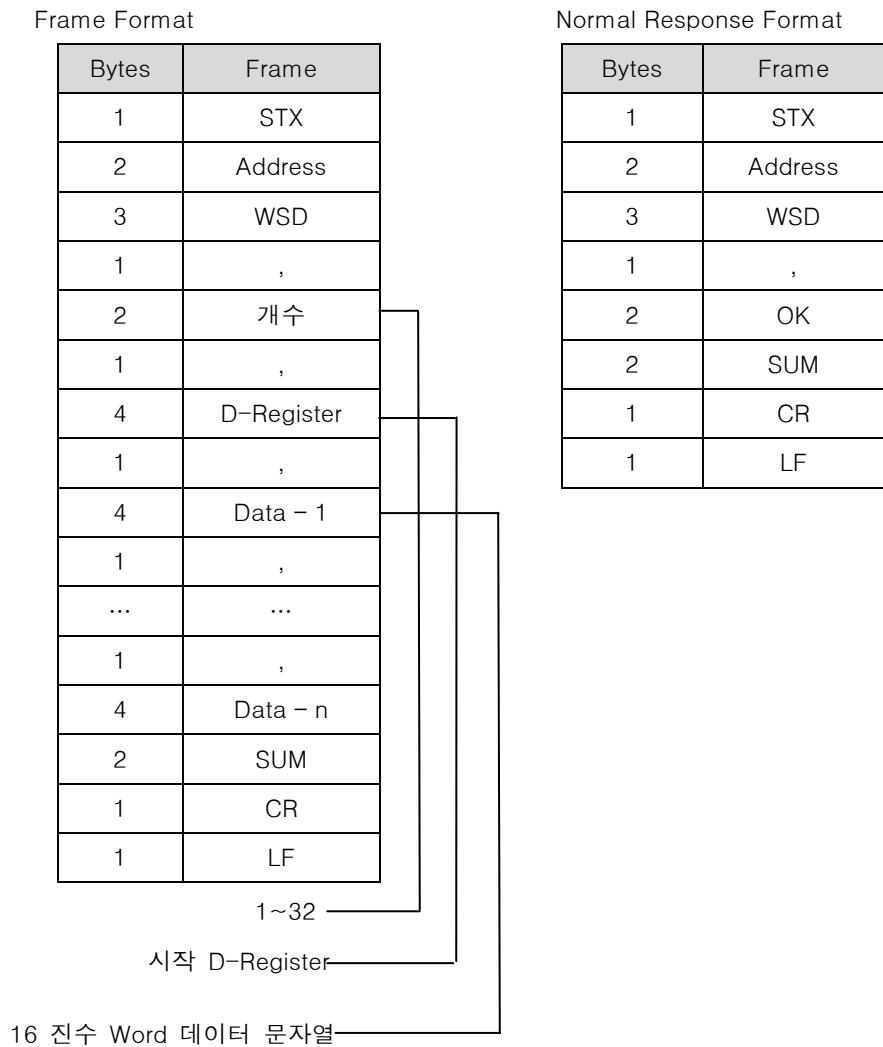 Frame Format
Bytes Frame
1 STX
2 Address
3 WSD
1 ,
2 개수
1 ,
4 D-Register
1 ,
4 Data - 1
1 ,
… …
1 ,
4 Data - n
2 SUM
1 CR
1 LF
1~32
시작 D-Register
16 진수 Word 데이터 문자열
Normal Response Format
Bytes Frame
1 STX
2 Address
3 WSD
1 ,
2 OK
2 SUM
1 CR
1 LF